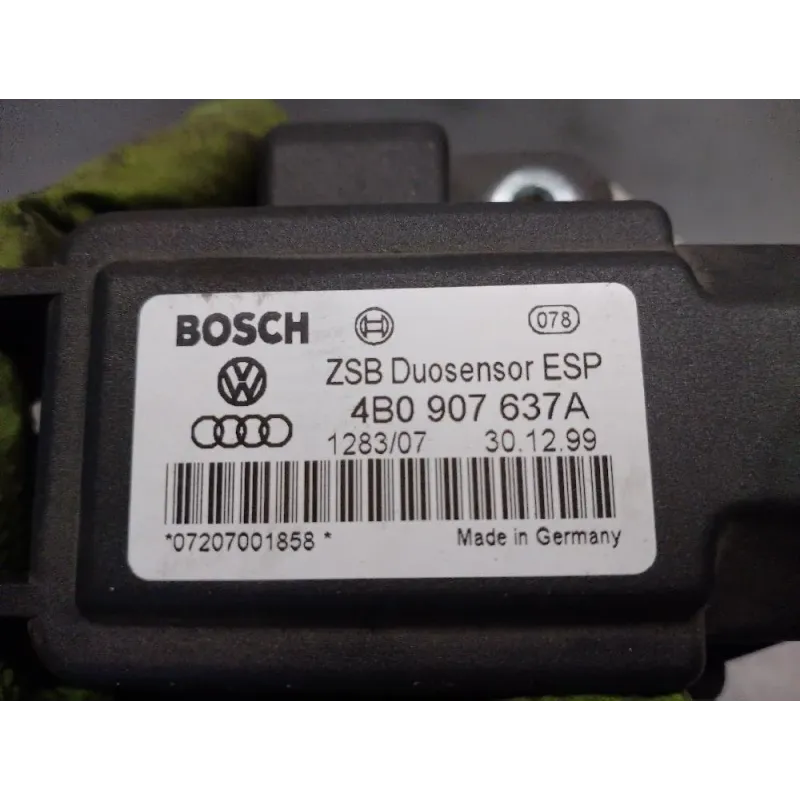 BOSCH 078
ZSB Duosensor ESP
4B0 907 637A
1283/07 30.12.99
*07207001858* Made in Germany